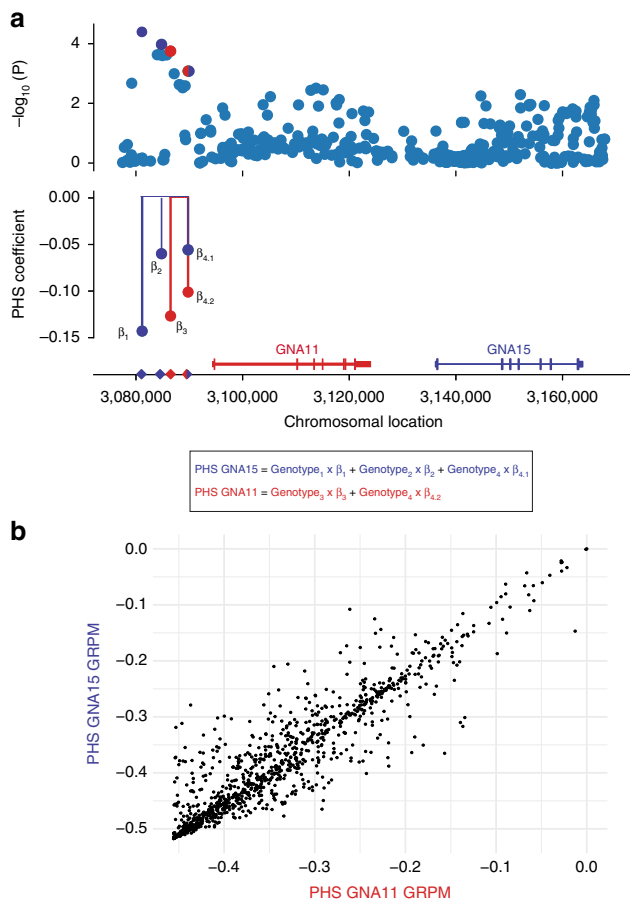 a
4
2
0
−log₁₀ (P)
0.00
−0.05
−0.10
−0.15
PHS coefficient
β₁
β₂
β₃
β₄.₁
β₄.₂
GNA11
GNA15
3,080,000 3,100,000 3,120,000 3,140,000 3,160,000
Chromosomal location
PHS GNA15 = Genotype₁ x β₁ + Genotype₂ x β₂ + Genotype₄ x β₄.₁
PHS GNA11 = Genotype₃ x β₃ + Genotype₄ x β₄.₂
b
0.0
−0.1
−0.2
−0.3
−0.4
−0.5
PHS GNA15 GRPM
−0.4 −0.3 −0.2 −0.1 0.0
PHS GNA11 GRPM